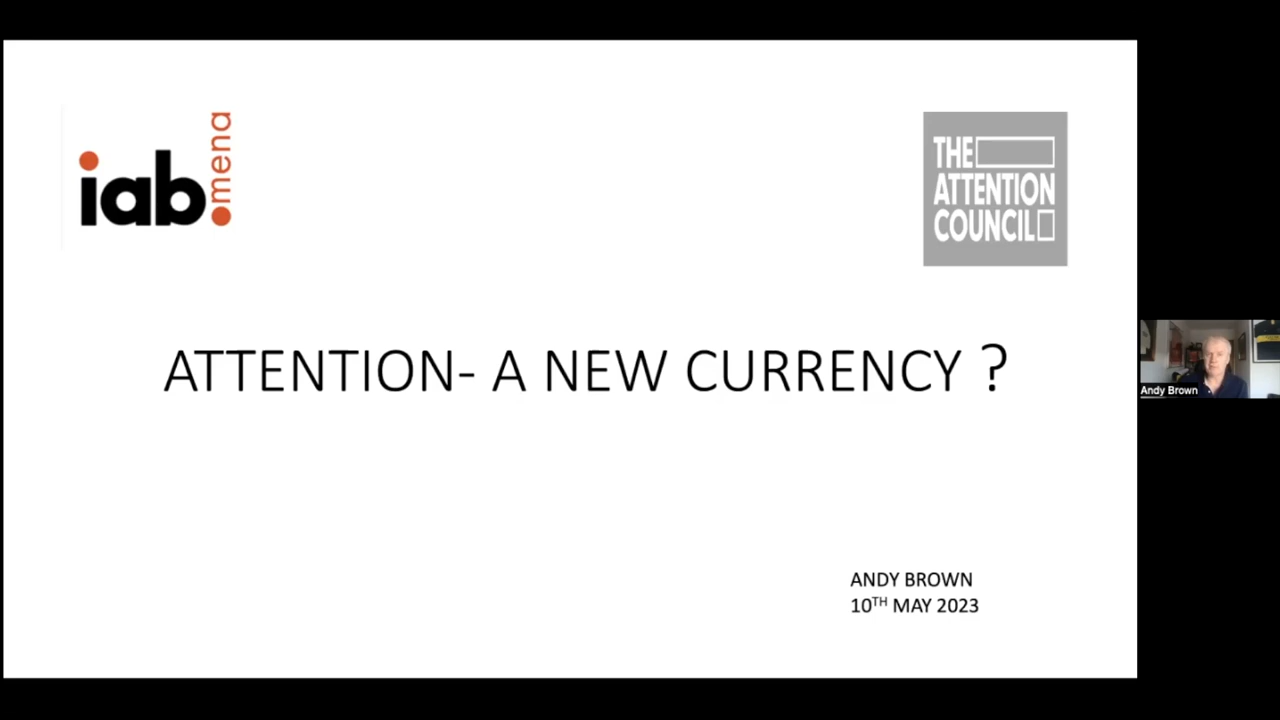 iab.mena
THE
ATTENTION
COUNCIL
ATTENTION- A NEW CURRENCY ?
Andy Brown
ANDY BROWN
10TH MAY 2023